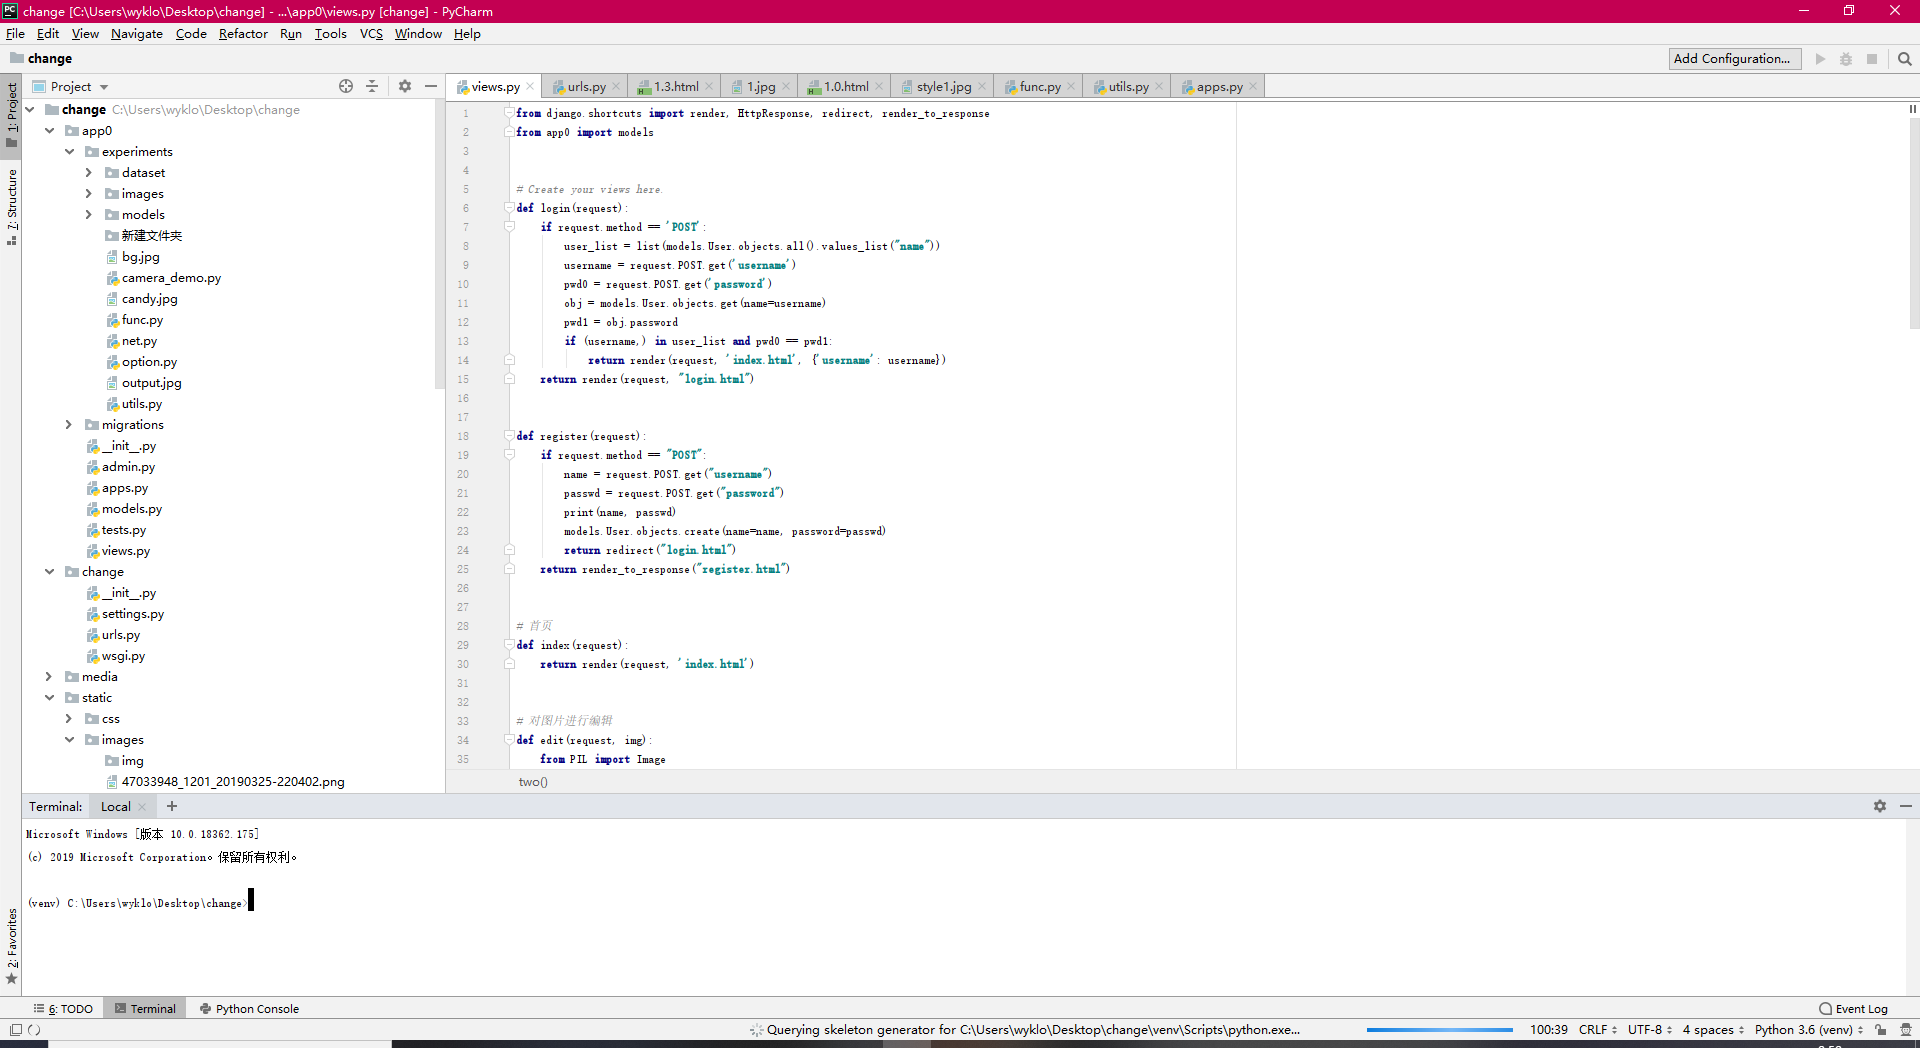 change [C:\Users\wyklo\Desktop\change] - ...\app0\views.py [change] - PyCharm
File Edit View Navigate Code Refactor Run Tools VCS Window Help
change
Add Configuration...
1: Project
7: Structure
2: Favorites
Project
change C:\Users\wyklo\Desktop\change
app0
experiments
dataset
images
models
新建文件夹
bg.jpg
camera_demo.py
candy.jpg
func.py
net.py
option.py
output.jpg
utils.py
migrations
__init__.py
admin.py
apps.py
models.py
tests.py
views.py
change
__init__.py
settings.py
urls.py
wsgi.py
media
static
css
images
img
47033948_1201_20190325-220402.png
views.py urls.py 1.3.html 1.jpg 1.0.html style1.jpg func.py utils.py apps.py
1 from django.shortcuts import render, HttpResponse, redirect, render_to_response
2 from app0 import models
3
4
5 # Create your views here.
6 def login(request):
7 if request.method == 'POST':
8 user_list = list(models.User.objects.all().values_list("name"))
9 username = request.POST.get('username')
10 pwd0 = request.POST.get('password')
11 obj = models.User.objects.get(name=username)
12 pwd1 = obj.password
13 if (username,) in user_list and pwd0 == pwd1:
14 return render(request, 'index.html', {'username': username})
15 return render(request, "login.html")
16
17
18 def register(request):
19 if request.method == "POST":
20 name = request.POST.get("username")
21 passwd = request.POST.get("password")
22 print(name, passwd)
23 models.User.objects.create(name=name, password=passwd)
24 return redirect("login.html")
25 return render_to_response("register.html")
26
27
28 # 首页
29 def index(request):
30 return render(request, 'index.html')
31
32
33 # 对图片进行编辑
34 def edit(request, img):
35 from PIL import Image
two()
Terminal: Local +
Microsoft Windows [版本 10.0.18362.175]
(c) 2019 Microsoft Corporation。保留所有权利。
(venv) C:\Users\wyklo\Desktop\change>
6: TODO Terminal Python Console Event Log
Querying skeleton generator for C:\Users\wyklo\Desktop\change\venv\Scripts\python.exe... 100:39 CRLF UTF-8 4 spaces Python 3.6 (venv)